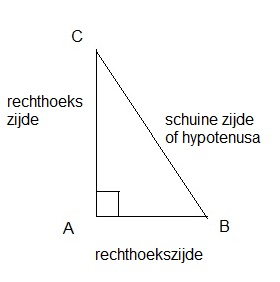 C
rechthoeks
zijde
schuine zijde
of hypotenusa
A
B
rechthoekszijde